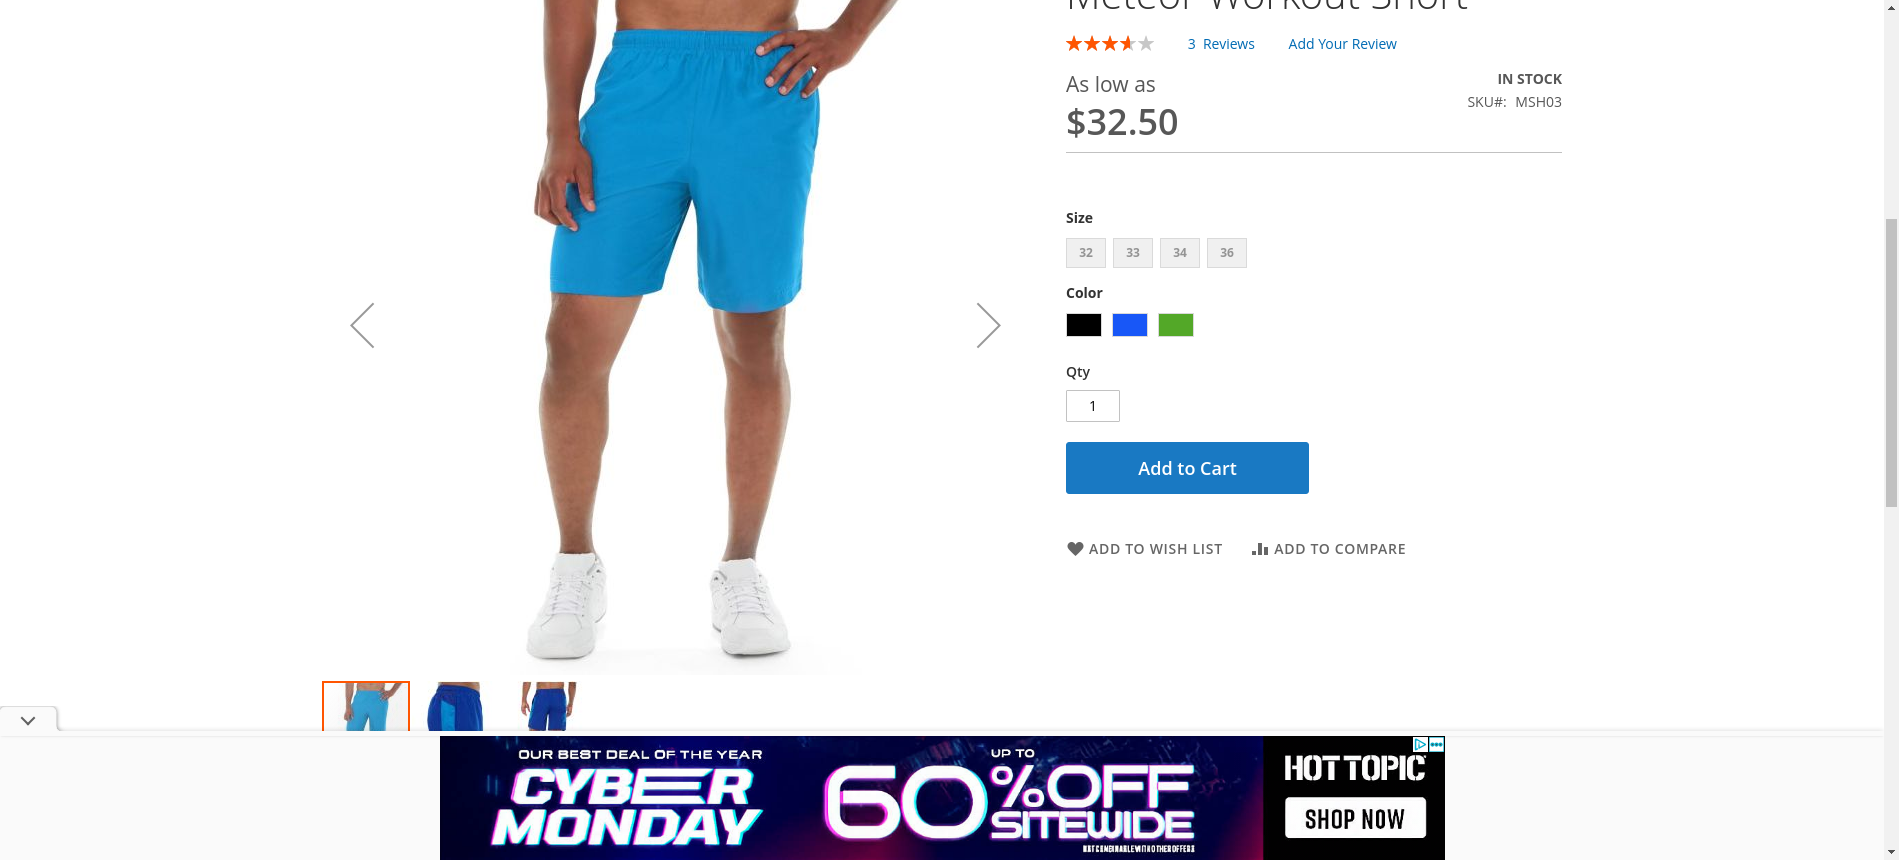 Meteor Workout Short
3 Reviews Add Your Review
As low as
$32.50
IN STOCK
SKU#: MSH03
Size
32 33 34 36
Color
Qty
1
Add to Cart
ADD TO WISH LIST ADD TO COMPARE
OUR BEST DEAL OF THE YEAR
CYBER
MONDAY
UP TO
60% OFF
SITEWIDE
NOT COMBINABLE WITH OTHER OFFERS
HOT TOPIC
SHOP NOW